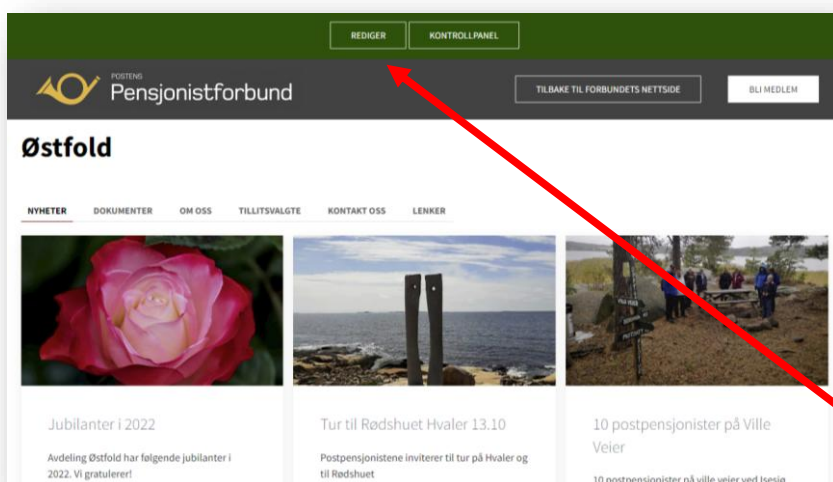 REDIGER
KONTROLLPANEL
POSTENS
Pensjonistforbund
TILBAKE TIL FORBUNDETS NETTSIDE
BLI MEDLEM
Østfold
NYHETER
DOKUMENTER
OM OSS
TILLITSVALGTE
KONTAKT OSS
LENKER
Jubilanter i 2022
Avdeling Østfold har følgende jubilanter i
2022. Vi gratulerer!
Tur til Rødshuet Hvaler 13.10
Postpensjonistene inviterer til tur på Hvaler og
til Rødshuet
10 postpensjonister på Ville
Veier
10 postpensjonister på ville veier ved Isesjø